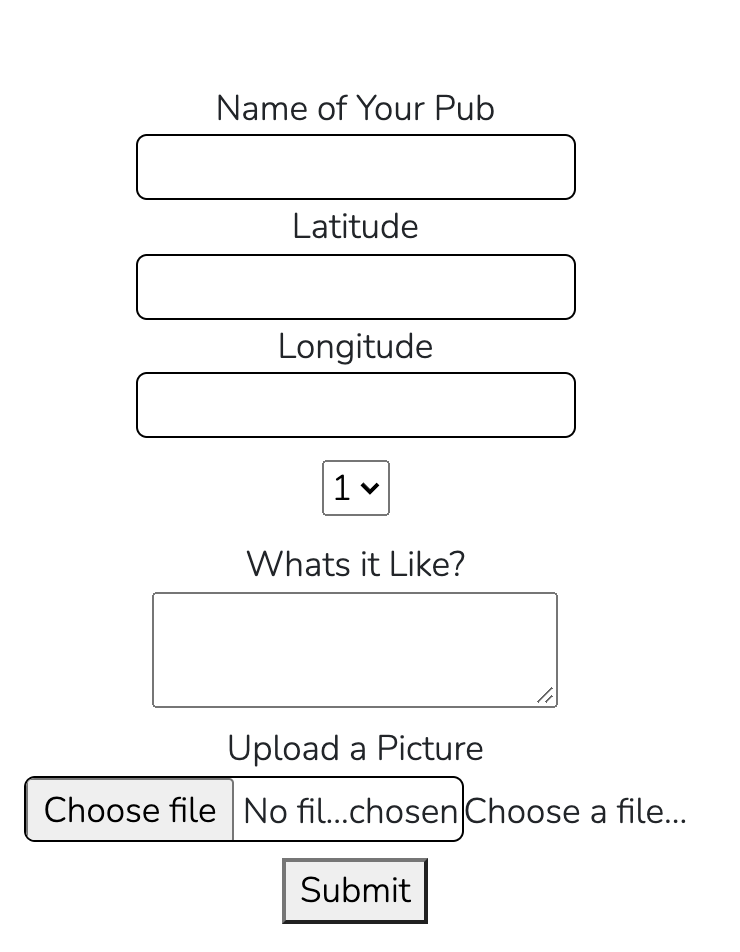 Name of Your Pub
Latitude
Longitude
1
Whats it Like?
Upload a Picture
Choose file No fil...chosen Choose a file...
Submit